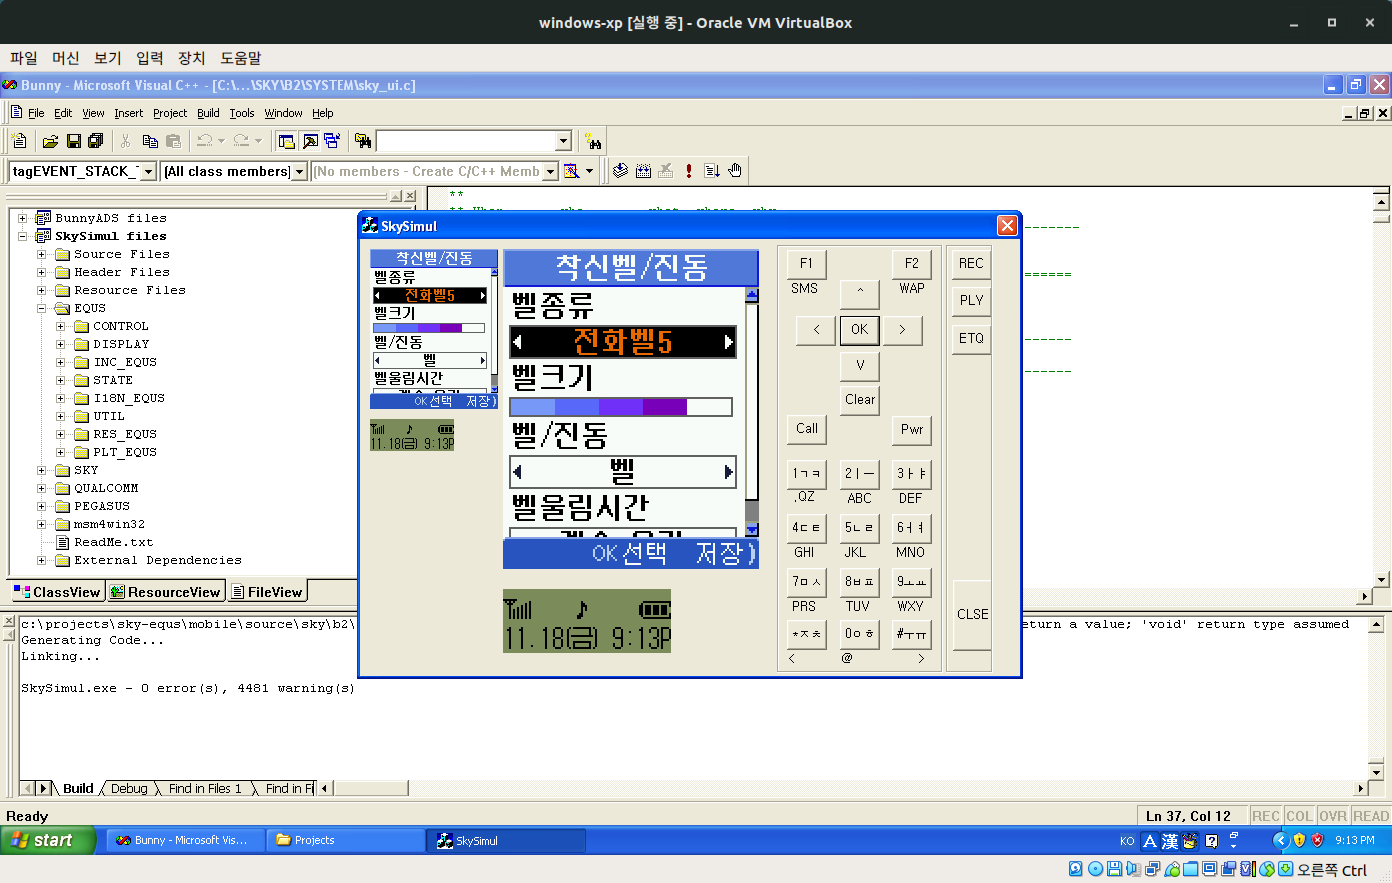 windows-xp [실행 중] - Oracle VM VirtualBox
파일 머신 보기 입력 장치 도움말
Bunny - Microsoft Visual C++ - [C:\...\SKY\B2\SYSTEM\sky_ui.c]
File Edit View Insert Project Build Tools Window Help
tagEVENT_STACK_ [All class members] [No members - Create C/C++ Memb
BunnyADS files
SkySimul files
Source Files
Header Files
Resource Files
EQUS
CONTROL
DISPLAY
INC_EQUS
STATE
I18N_EQUS
UTIL
RES_EQUS
PLT_EQUS
SKY
QUALCOMM
PEGASUS
msm4win32
ReadMe.txt
External Dependencies
ClassView ResourceView FileView
**
SkySimul
착신벨/진동
벨종류
전화벨5
벨크기
벨/진동
벨
벨울림시간
OK선택 저장)
11.18(금) 9:13P
착신벨/진동
벨종류
전화벨5
벨크기
벨/진동
벨
벨울림시간
OK선택 저장)
11.18(금) 9:13P
F1 F2 REC
SMS WAP
^ PLY
< OK >
ETQ
V
Clear
Call Pwr
1ㄱㅋ 2ㅣㅡ 3ㅏㅑ
.QZ ABC DEF
4ㄷㅌ 5ㄴㄹ 6ㅓㅕ
GHI JKL MNO
7ㅁㅅ 8ㅂㅍ 9ㅗㅛ
PRS TUV WXY
CLSE
*ㅈㅊ 0ㅇㅎ #ㅜㅠ
< @ >
c:\projects\sky-equs\mobile\source\sky\b2\ eturn a value; 'void' return type assumed
Generating Code...
Linking...
SkySimul.exe - 0 error(s), 4481 warning(s)
Build Debug Find in Files 1 Find in Fi
Ready Ln 37, Col 12 REC COL OVR READ
start Bunny - Microsoft Vis... Projects SkySimul KO A 漢 9:13 PM
오른쪽 Ctrl